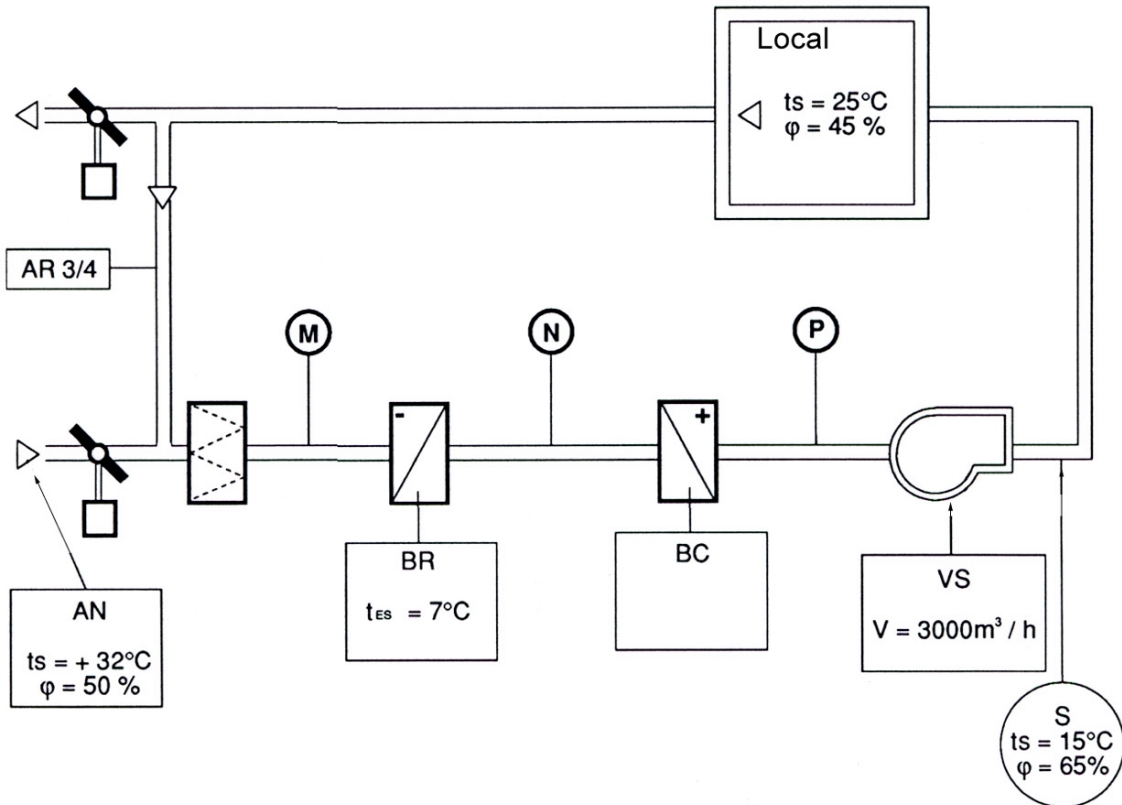 Local
ts = 25°C
φ = 45 %
AR 3/4
M
N
P
-
+
AN
ts = + 32°C
φ = 50 %
BR
tES = 7°C
BC
VS
V = 3000m³ / h
S
ts = 15°C
φ = 65%